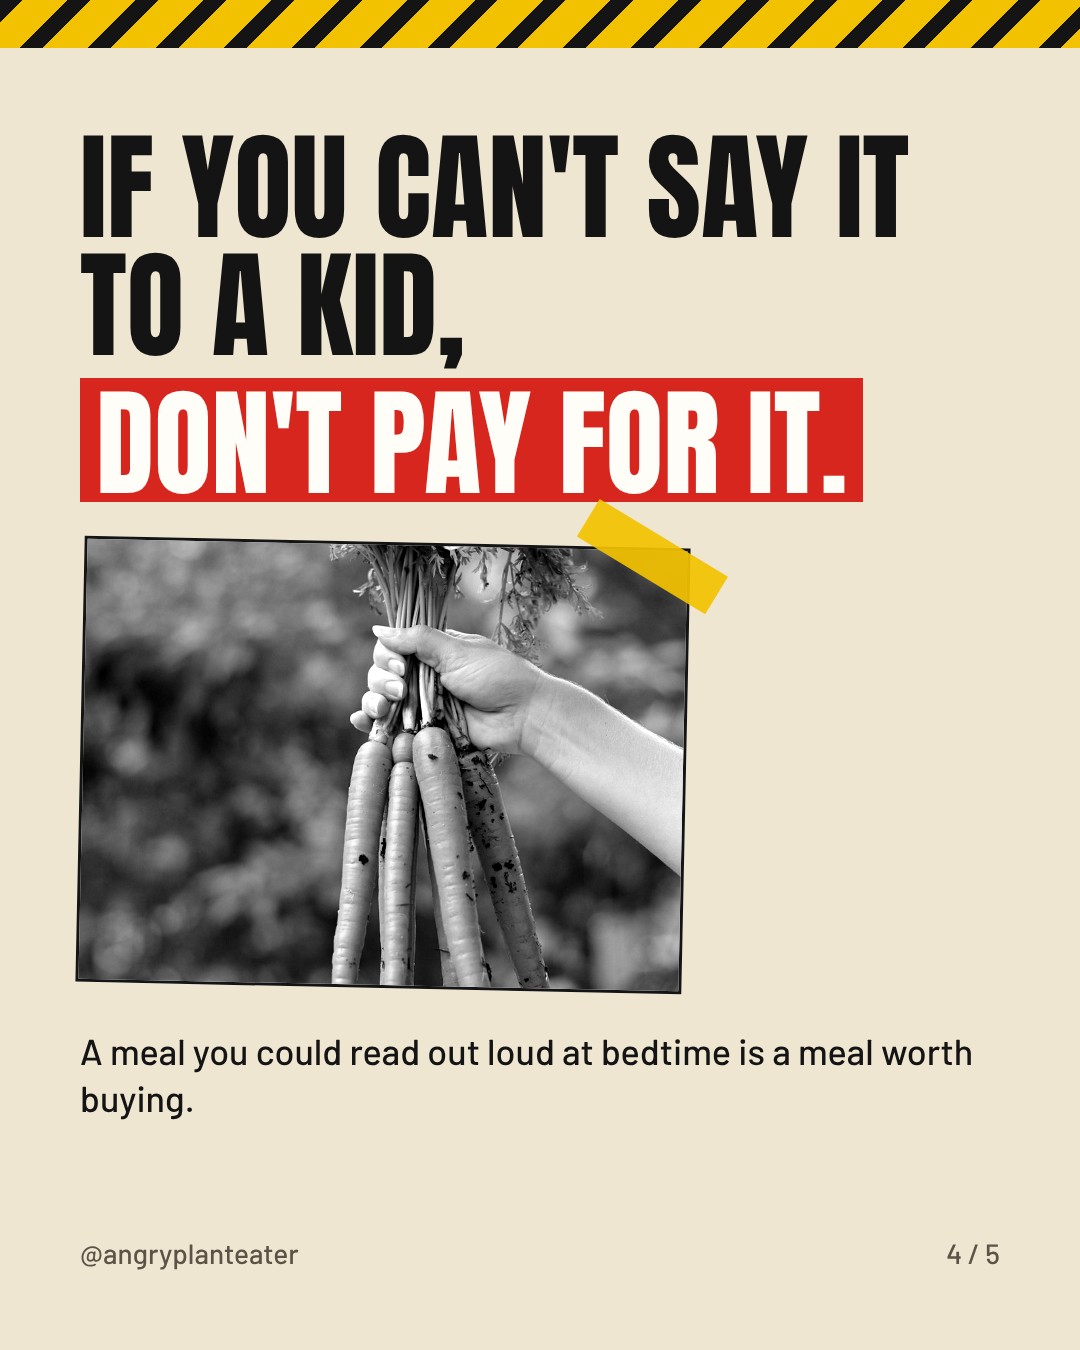 IF YOU CAN'T SAY IT
TO A KID,
DON'T PAY FOR IT.
A meal you could read out loud at bedtime is a meal worth
buying.
@angryplanteater
4 / 5